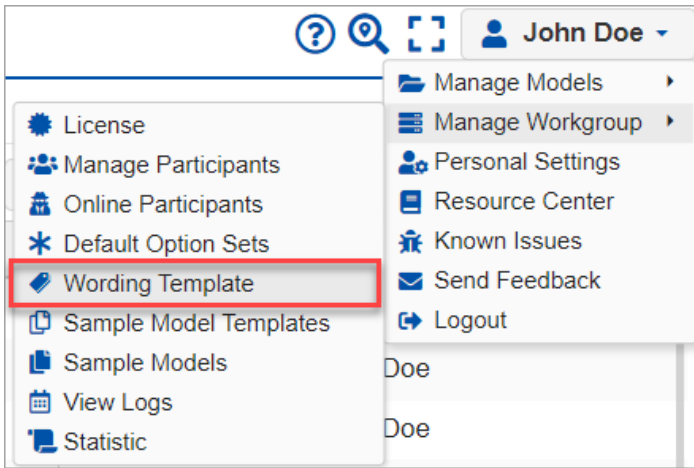 John Doe
Manage Models
Manage Workgroup
Personal Settings
Resource Center
Known Issues
Send Feedback
Logout
License
Manage Participants
Online Participants
Default Option Sets
Wording Template
Sample Model Templates
Sample Models
View Logs
Statistic
Doe
Doe